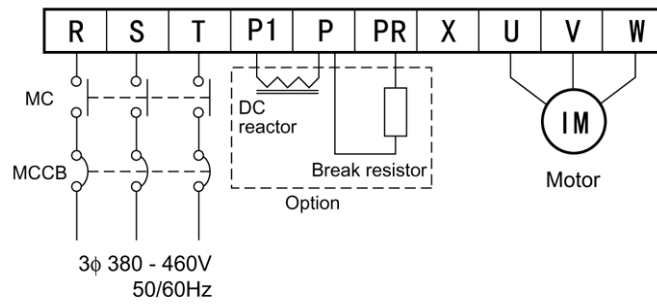 R S T P1 P PR X U V W
MC
DC
reactor
IM
MCCB
Break resistor
Motor
Option
3ϕ 380 - 460V
50/60Hz